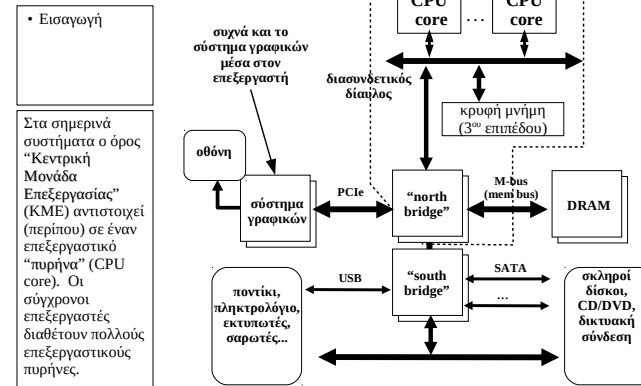 • Εισαγωγή
Στα σημερινά
συστήματα ο όρος
“Κεντρική
Μονάδα
Επεξεργασίας”
(ΚΜΕ) αντιστοιχεί
(περίπου) σε έναν
επεξεργαστικό
“πυρήνα” (CPU
core). Οι
σύγχρονοι
επεξεργαστές
διαθέτουν πολλούς
επεξεργαστικούς
πυρήνες.
συχνά και το
σύστημα γραφικών
μέσα στον
επεξεργαστή
CPU
core
...
CPU
core
διασυνδετικός
δίαυλος
κρυφή μνήμη
(3ου επιπέδου)
οθόνη
σύστημα
γραφικών
PCIe
“north
bridge”
M-bus
(mem bus)
DRAM
“south
bridge”
USB
SATA
...
ποντίκι,
πληκτρολόγιο,
εκτυπωτές,
σαρωτές...
σκληροί
δίσκοι,
CD/DVD,
δικτυακή
σύνδεση